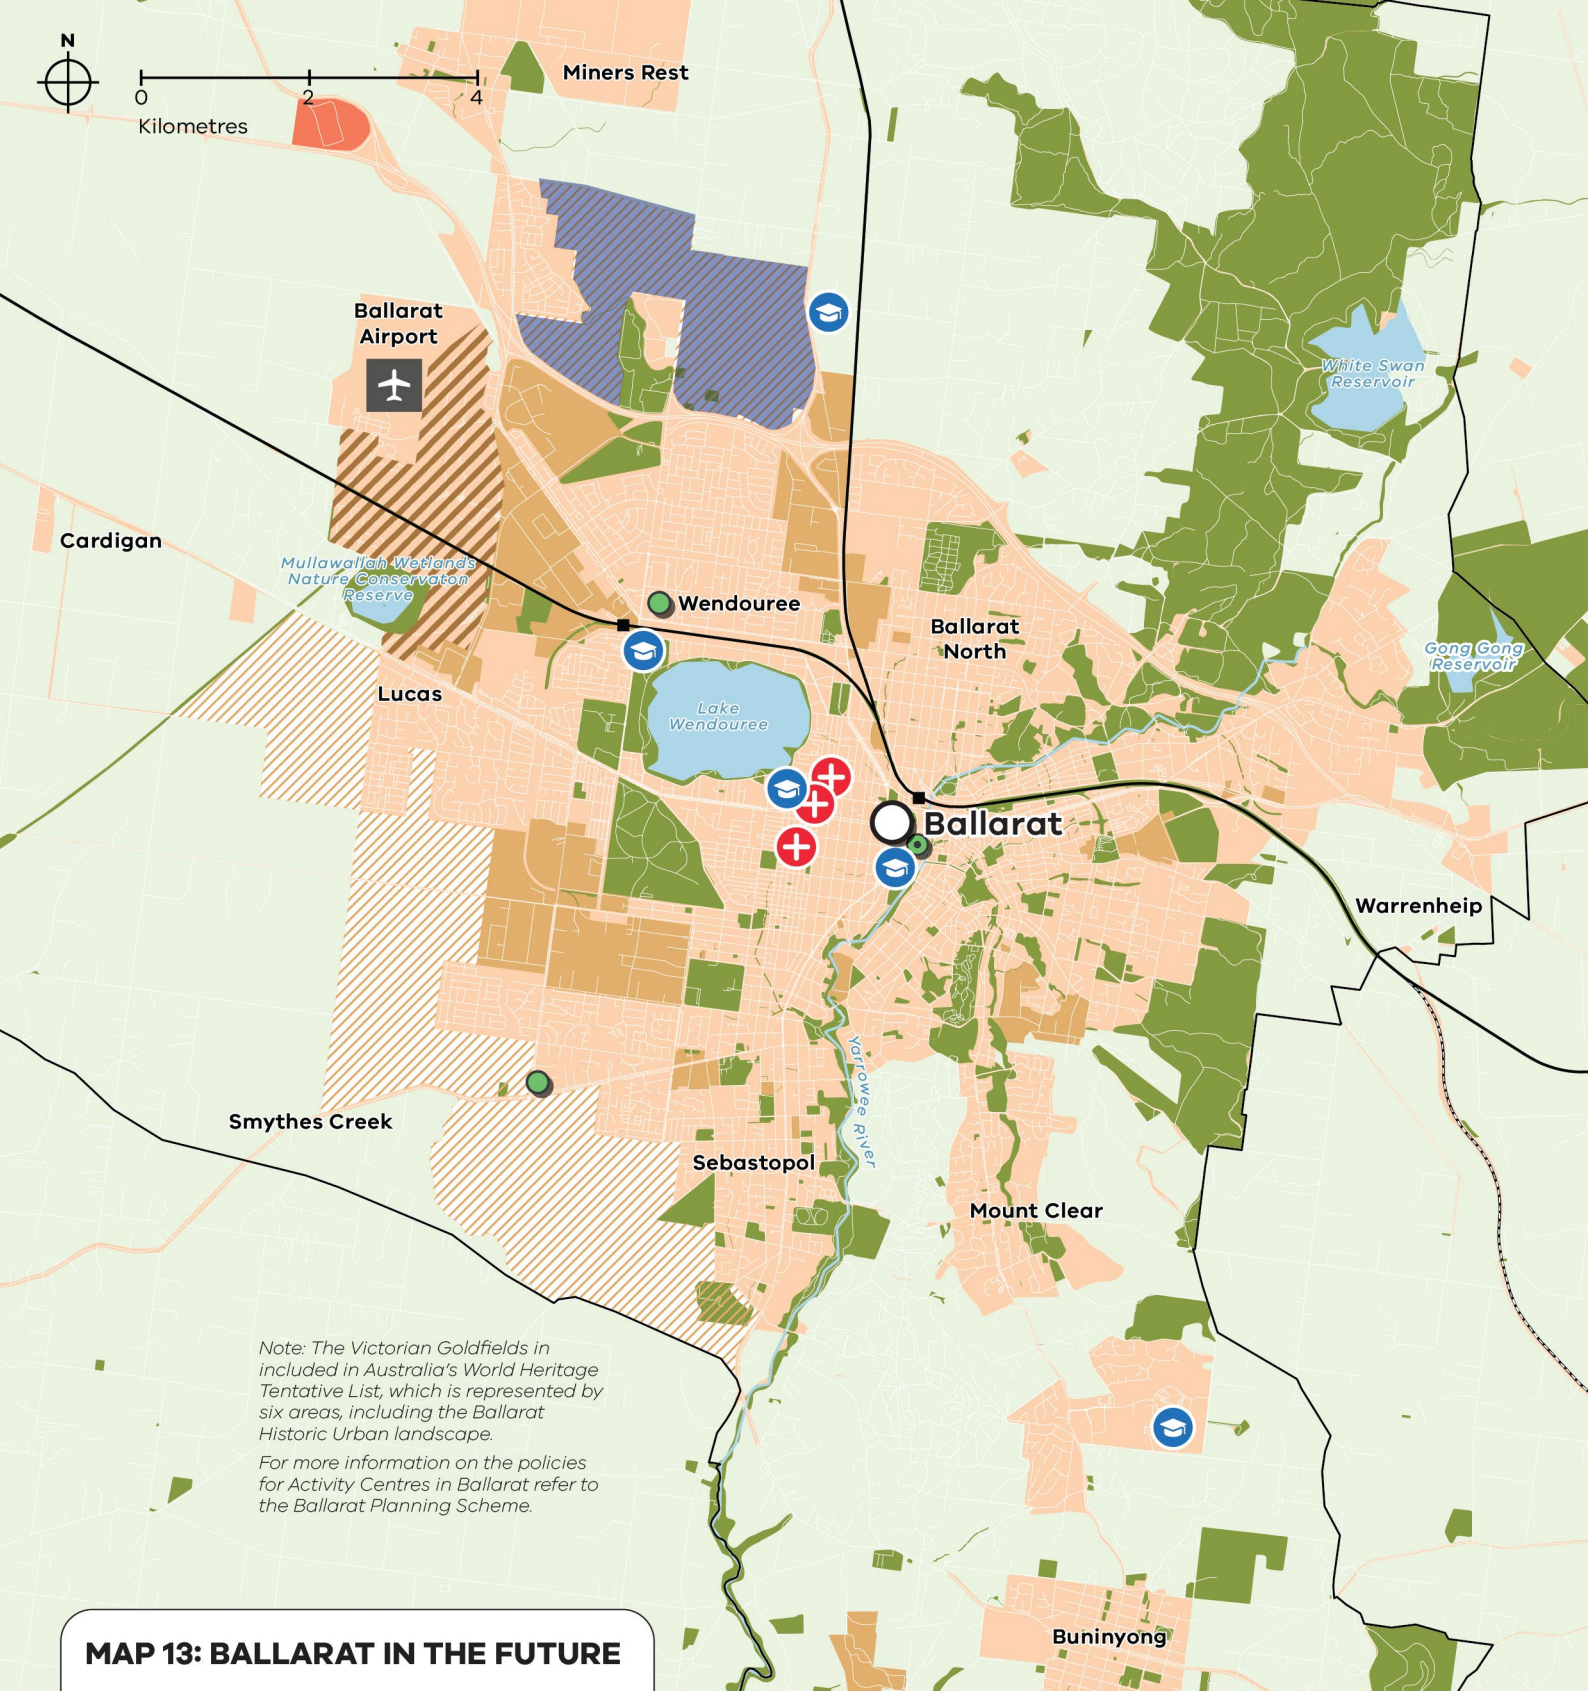 N
0 2 4
Kilometres
Miners Rest
Ballarat
Airport
White Swan
Reservoir
Cardigan
Mullawallah Wetlands
Nature Conservaton
Reserve
Wendouree
Ballarat
North
Gong Gong
Reservoir
Lucas
Lake
Wendouree
Ballarat
Warrenheip
Yarrowee River
Smythes Creek
Sebastopol
Mount Clear
Note: The Victorian Goldfields in
included in Australia's World Heritage
Tentative List, which is represented by
six areas, including the Ballarat
Historic Urban landscape.
For more information on the policies
for Activity Centres in Ballarat refer to
the Ballarat Planning Scheme.
Buninyong
MAP 13: BALLARAT IN THE FUTURE